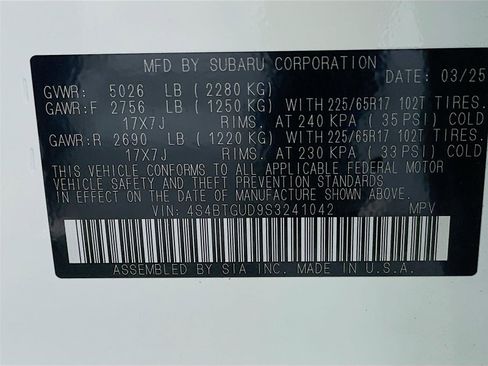 MFD BY SUBARU CORPORATION
DATE: 03/25
GVWR: 5026 LB (2280 KG)
GAWR:F 2756 LB (1250 KG) WITH 225/65R17 102T TIRES.
17X7J RIMS. AT 240 KPA (35 PSI) COLD
GAWR:R 2690 LB (1220 KG) WITH 225/65R17 102T TIRES.
17X7J RIMS. AT 230 KPA (33 PSI) COLD
THIS VEHICLE CONFORMS TO ALL APPLICABLE FEDERAL MOTOR
VEHICLE SAFETY AND THEFT PREVENTION STANDARDS IN EFFECT
ON THE DATE OF MANUFACTURE SHOWN ABOVE.
VIN: 4S4BTGUD9S3241042 MPV
ASSEMBLED BY SIA INC. MADE IN U.S.A.